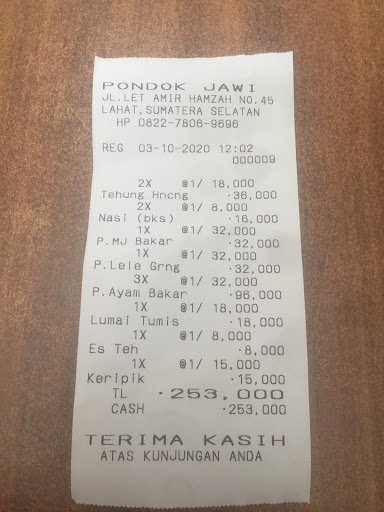 PONDOK JAWI
JL.LET AMIR HAMZAH NO.45
LAHAT,SUMATERA SELATAN
HP 0822-7806-9696
REG 03-10-2020 12:02
000009
2X @1/ 18,000
Tehung Hncng ·36,000
2X @1/ 8,000
Nasi (bks) ·16,000
1X @1/ 32,000
P.MJ Bakar ·32,000
1X @1/ 32,000
P.Lele Grng ·32,000
3X @1/ 32,000
P.Ayam Bakar ·96,000
1X @1/ 18,000
Lumai Tumis ·18,000
1X @1/ 8,000
Es Teh ·8,000
1X @1/ 15,000
Keripik ·15,000
TL ·253,000
CASH ·253,000
TERIMA KASIH
ATAS KUNJUNGAN ANDA